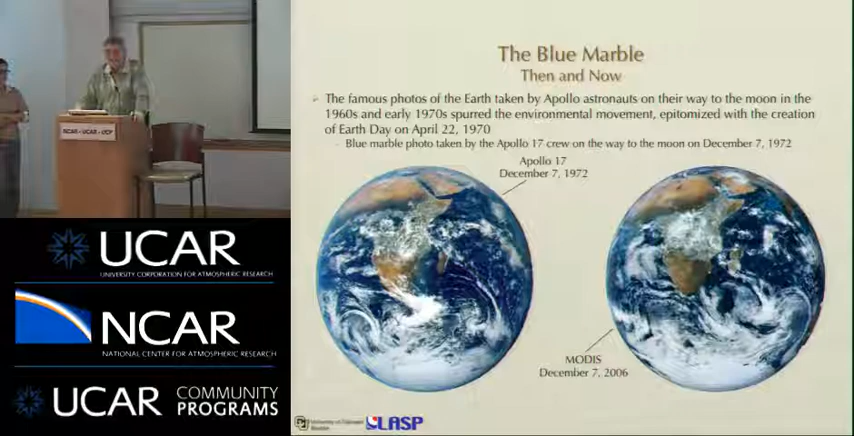 The Blue Marble
Then and Now
The famous photos of the Earth taken by Apollo astronauts on their way to the moon in the
1960s and early 1970s spurred the environmental movement, epitomized with the creation
of Earth Day on April 22, 1970
Blue marble photo taken by the Apollo 17 crew on the way to the moon on December 7, 1972
Apollo 17
December 7, 1972
MODIS
December 7, 2006
University of Colorado
Boulder
LASP
NCAR • UCAR • UCP
UCAR
UNIVERSITY CORPORATION FOR ATMOSPHERIC RESEARCH
NCAR
NATIONAL CENTER FOR ATMOSPHERIC RESEARCH
UCAR COMMUNITY
PROGRAMS